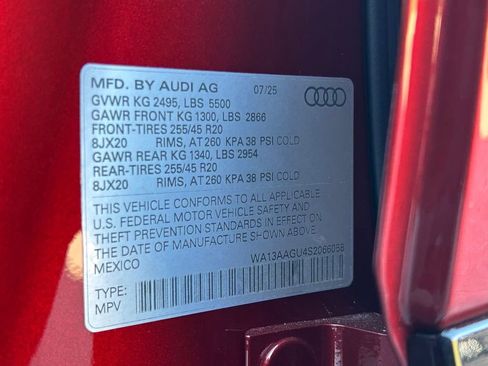 MFD. BY AUDI AG 07/25
GVWR KG 2495, LBS 5500
GAWR FRONT KG 1300, LBS 2866
FRONT-TIRES 255/45 R20
8JX20 RIMS, AT 260 KPA 38 PSI COLD
GAWR REAR KG 1340, LBS 2954
REAR-TIRES 255/45 R20
8JX20 RIMS, AT 260 KPA 38 PSI COLD
THIS VEHICLE CONFORMS TO ALL APPLICABLE
U.S. FEDERAL MOTOR VEHICLE SAFETY AND
THEFT PREVENTION STANDARDS IN EFFECT ON
THE DATE OF MANUFACTURE SHOWN ABOVE.
MEXICO WA13AAGU4S2066058
TYPE:
MPV